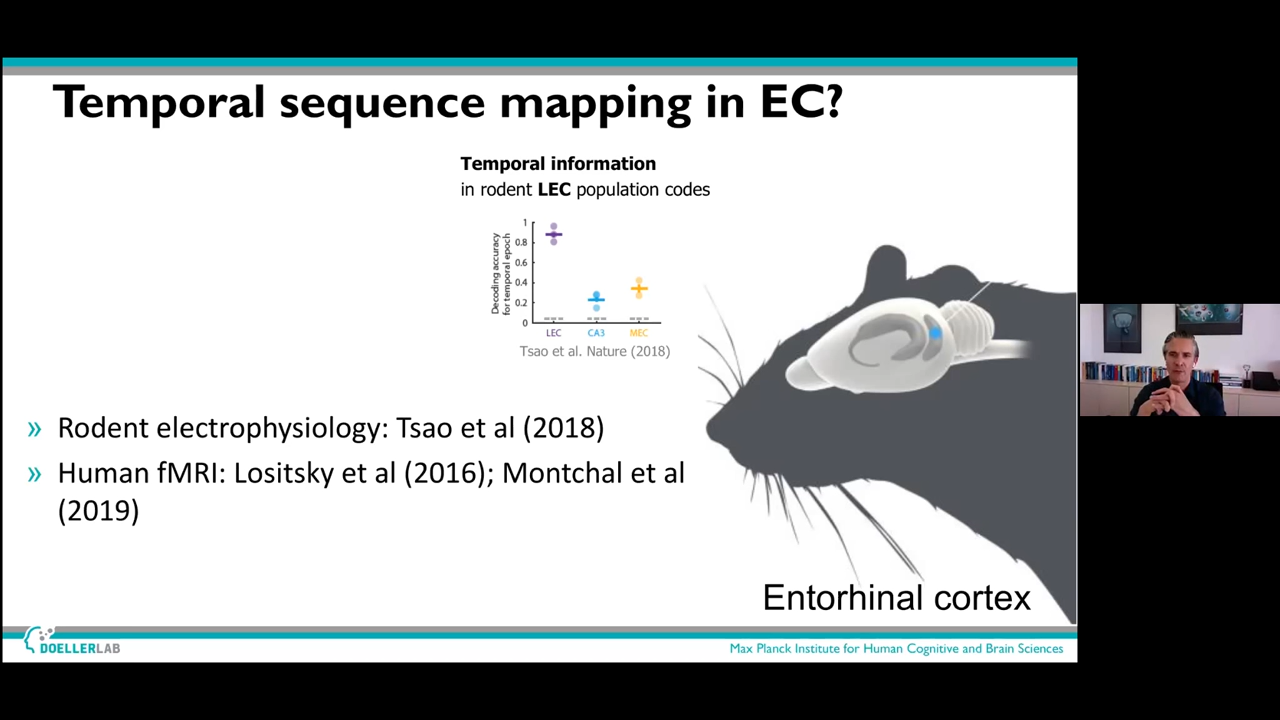 Temporal sequence mapping in EC?
Temporal information
in rodent LEC population codes
Decoding accuracy
for temporal epoch
1
0.8
0.6
0.4
0.2
0
LEC
CA3
MEC
Tsao et al. Nature (2018)
» Rodent electrophysiology: Tsao et al (2018)
» Human fMRI: Lositsky et al (2016); Montchal et al
(2019)
Entorhinal cortex
DOELLERLAB
Max Planck Institute for Human Cognitive and Brain Sciences